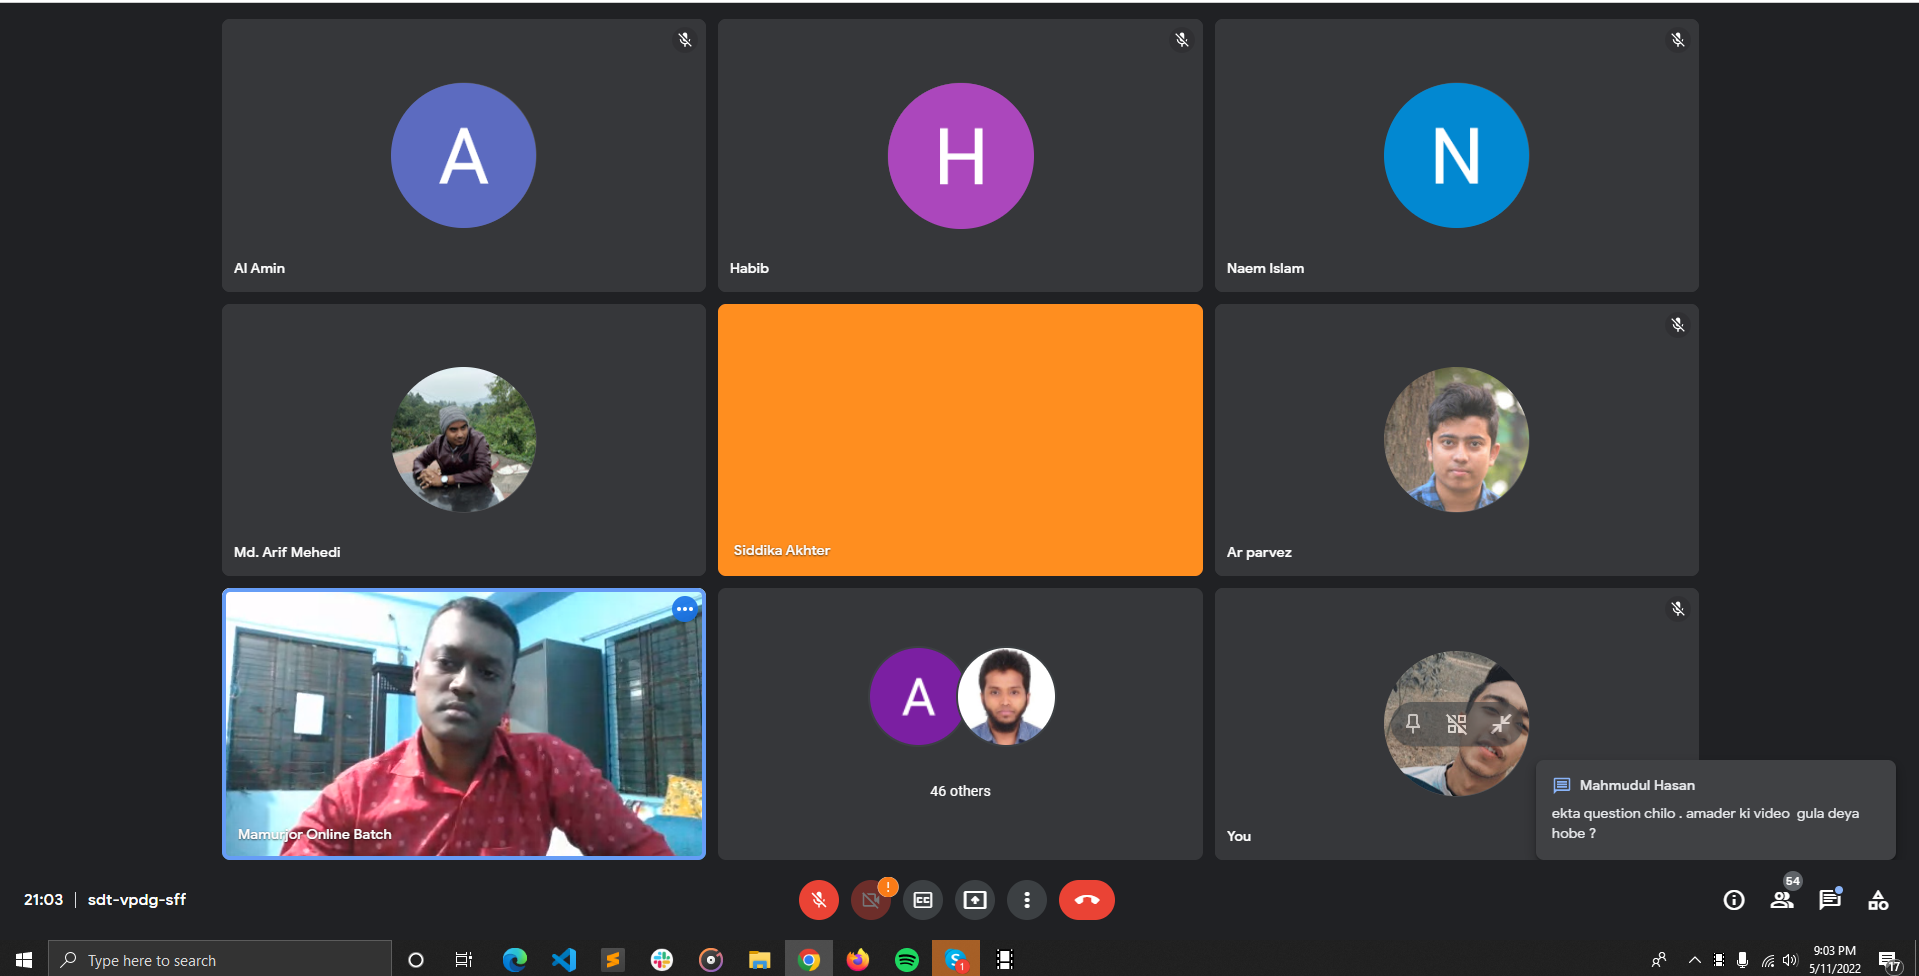 A
Al Amin
H
Habib
N
Naem Islam
Md. Arif Mehedi
Siddika Akhter
Ar parvez
Mamurjor Online Batch
A
46 others
You
Mahmudul Hasan
ekta question chilo . amader ki video  gula deya
hobe ?
21:03 | sdt-vpdg-sff
!
CC
54
Type here to search
S
1
9:03 PM
5/11/2022
17